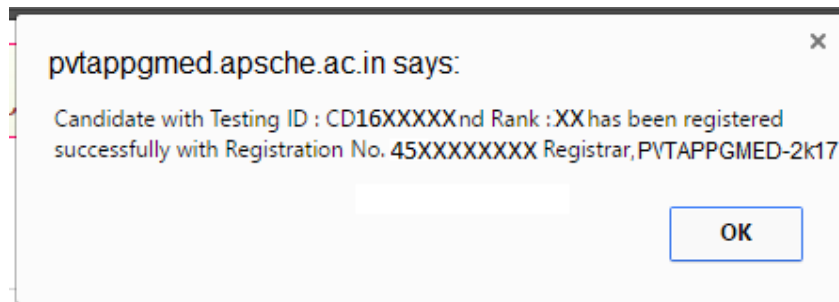 pvtappgmed.apsche.ac.in says:
Candidate with Testing ID : CD16XXXXXnd Rank :XX has been registered
successfully with Registration No. 45XXXXXXXX Registrar,PVTAPPGMED-2k17
OK